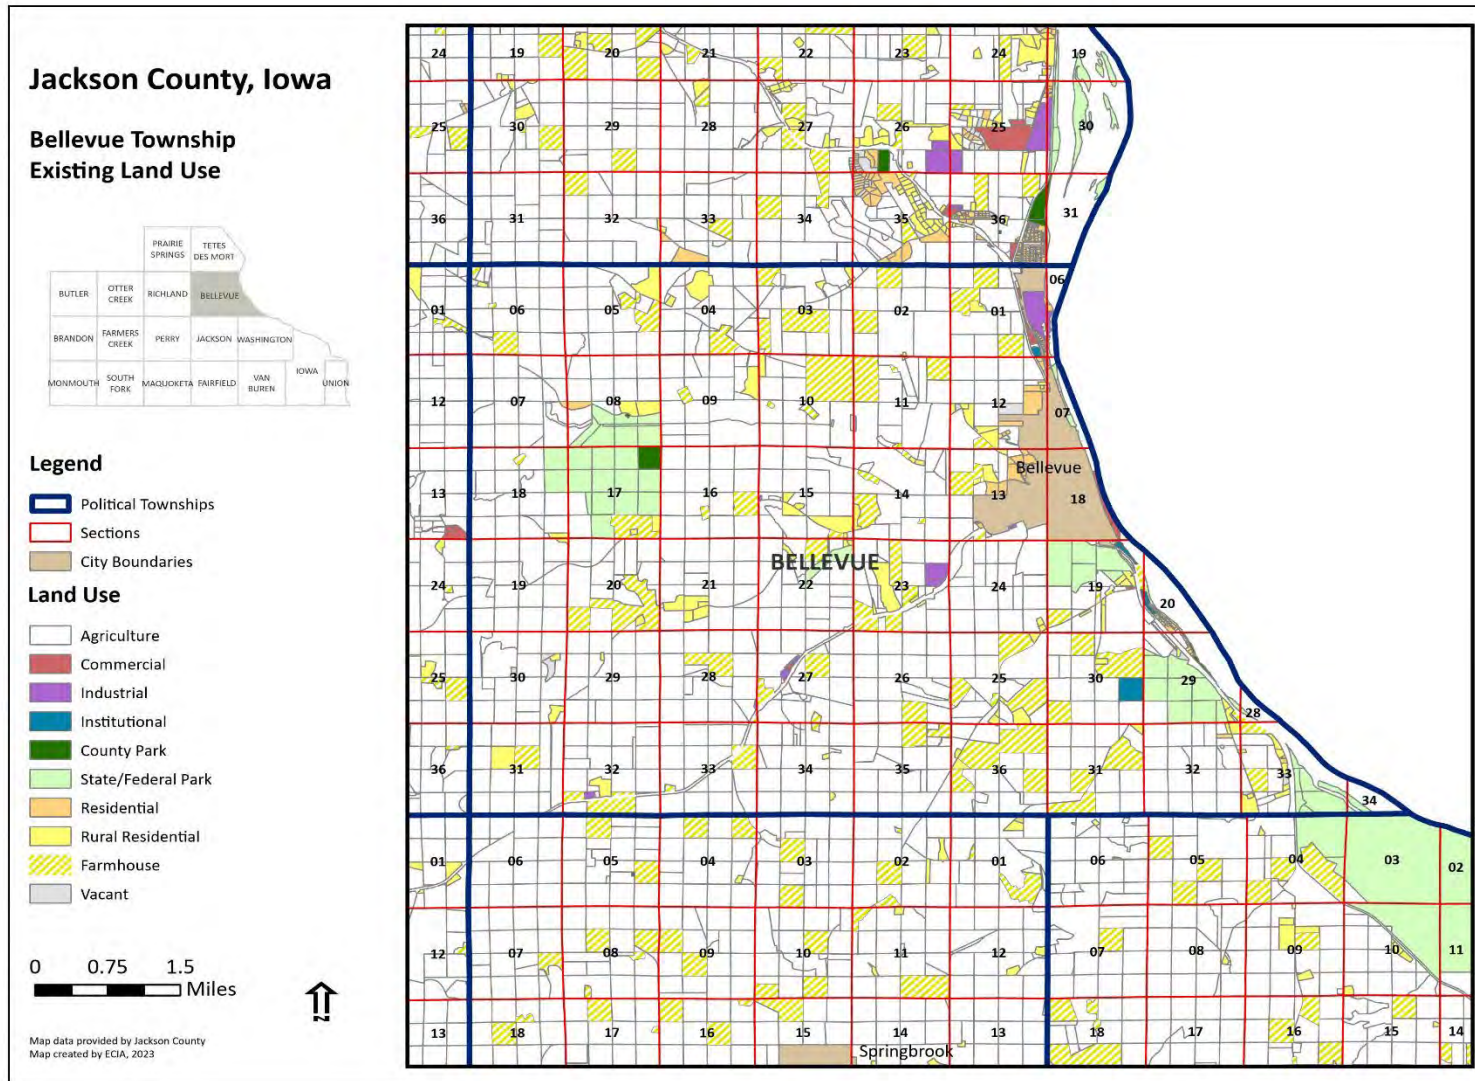 Jackson County, Iowa
Bellevue Township
Existing Land Use
PRAIRIE SPRINGS
TETES DES MORT
BUTLER
OTTER CREEK
RICHLAND
BELLEVUE
BRANDON
FARMERS CREEK
PERRY
JACKSON
WASHINGTON
MONMOUTH
SOUTH FORK
MAQUOKETA
FAIRFIELD
VAN BUREN
IOWA
UNION
Legend
Political Townships
Sections
City Boundaries
Land Use
Agriculture
Commercial
Industrial
Institutional
County Park
State/Federal Park
Residential
Rural Residential
Farmhouse
Vacant
0 0.75 1.5
Miles
N
Map data provided by Jackson County
Map created by ECIA, 2023
24 19 20 21 22 23 24 19
25 30 29 28 27 26 25 30
36 31 32 33 34 35 36 31
06
01 06 05 04 03 02 01
12 07 08 09 10 11 12 07
Bellevue
13 18 17 16 15 14 13 18
BELLEVUE
24 19 20 21 22 23 24 19 20
25 30 29 28 27 26 25 30 29 28
36 31 32 33 34 35 36 31 32 33 34
01 06 05 04 03 02 01 06 05 04 03 02
12 07 08 09 10 11 12 07 08 09 10 11
13 18 17 16 15 14 13 18 17 16 15 14
Springbrook